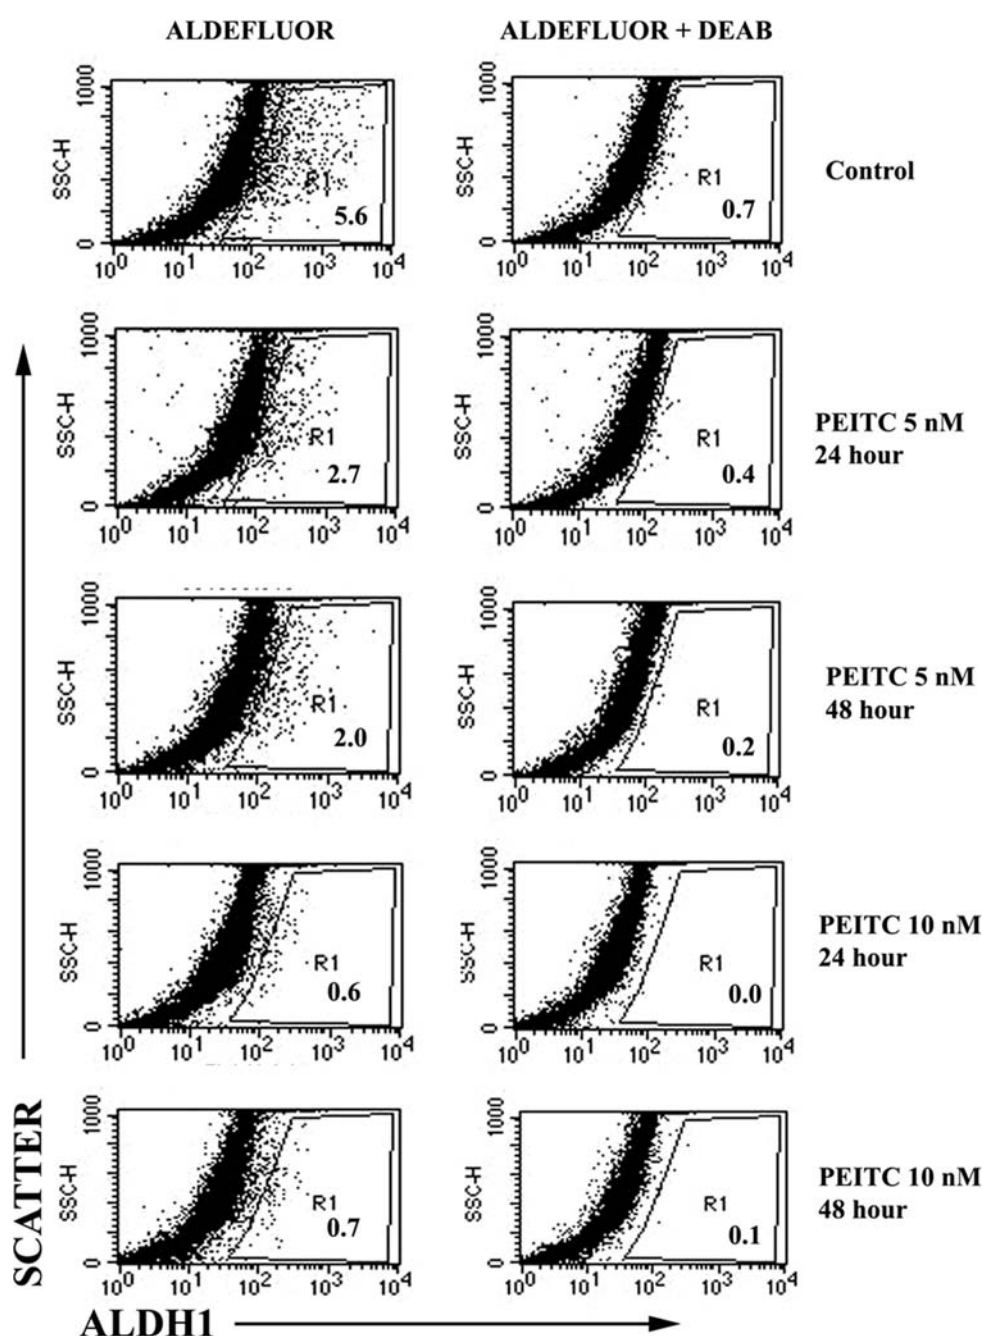 ALDEFLUOR
ALDEFLUOR + DEAB
1000
SSC-H
0
R1
5.6
10^0 10^1 10^2 10^3 10^4
1000
SSC-H
0
R1
0.7
10^0 10^1 10^2 10^3 10^4
Control
1000
SSC-H
0
R1
2.7
10^0 10^1 10^2 10^3 10^4
1000
SSC-H
0
R1
0.4
10^0 10^1 10^2 10^3 10^4
PEITC 5 nM
24 hour
1000
SSC-H
0
R1
2.0
10^0 10^1 10^2 10^3 10^4
1000
SSC-H
0
R1
0.2
10^0 10^1 10^2 10^3 10^4
PEITC 5 nM
48 hour
1000
SSC-H
0
R1
0.6
10^0 10^1 10^2 10^3 10^4
1000
SSC-H
0
R1
0.0
10^0 10^1 10^2 10^3 10^4
PEITC 10 nM
24 hour
1000
SSC-H
0
R1
0.7
10^0 10^1 10^2 10^3 10^4
1000
SSC-H
0
R1
0.1
10^0 10^1 10^2 10^3 10^4
PEITC 10 nM
48 hour
SCATTER
ALDH1